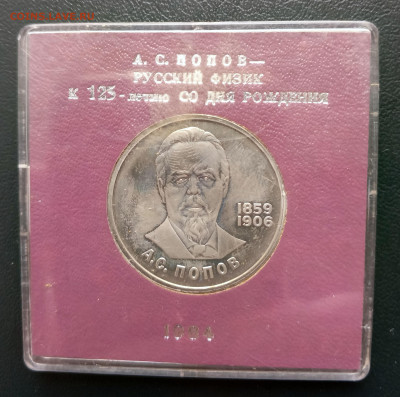 А. С. ПОПОВ—
РУССКИЙ ФИЗИК
К 125-летию СО ДНЯ РОЖДЕНИЯ
1859
1906
А.С. ПОПОВ
1984